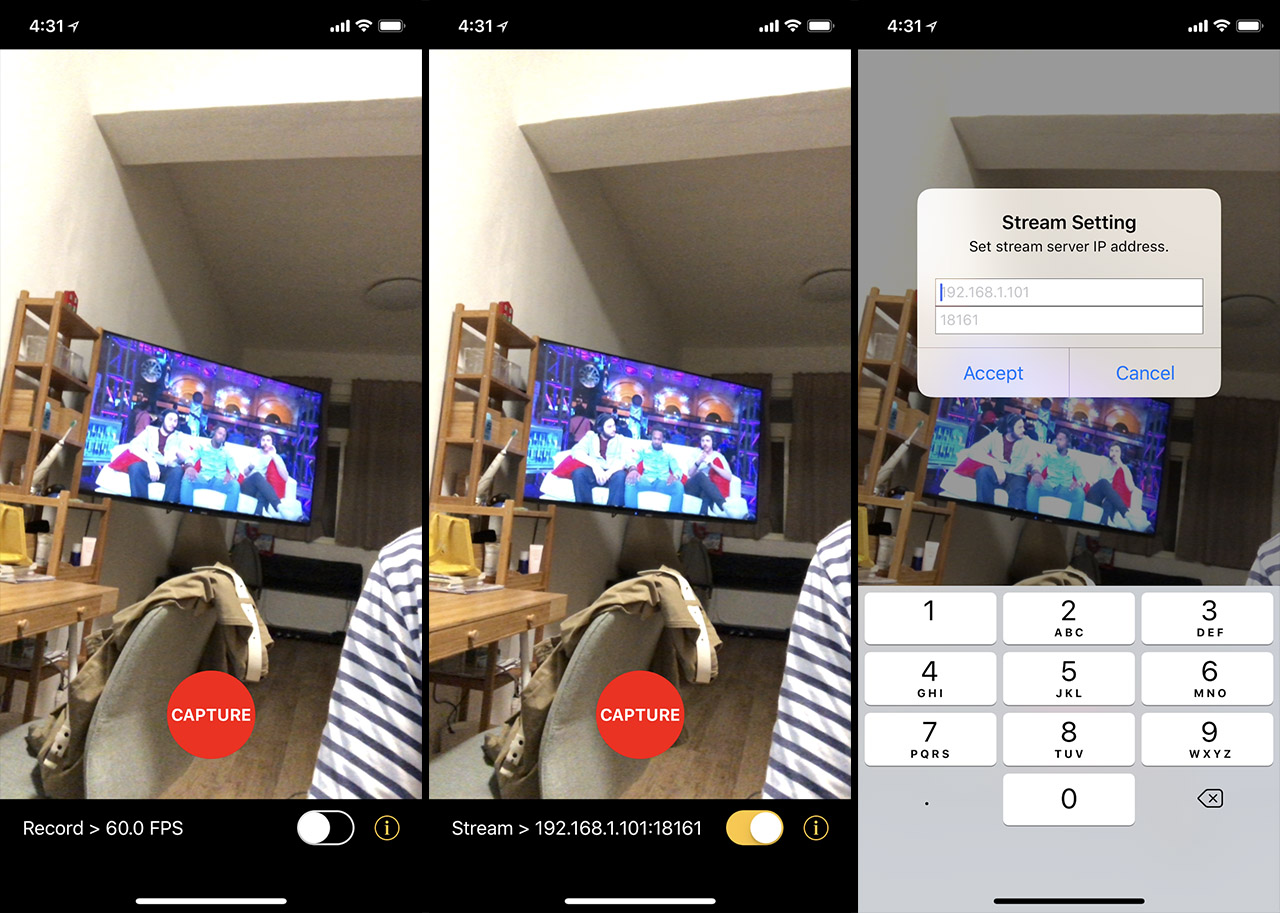 4:31
CAPTURE
Record > 60.0 FPS
4:31
CAPTURE
Stream > 192.168.1.101:18161
4:31
Stream Setting
Set stream server IP address.
192.168.1.101
18161
Accept Cancel
1 2 3
ABC DEF
4 5 6
GHI JKL MNO
7 8 9
PQRS TUV WXYZ
. 0